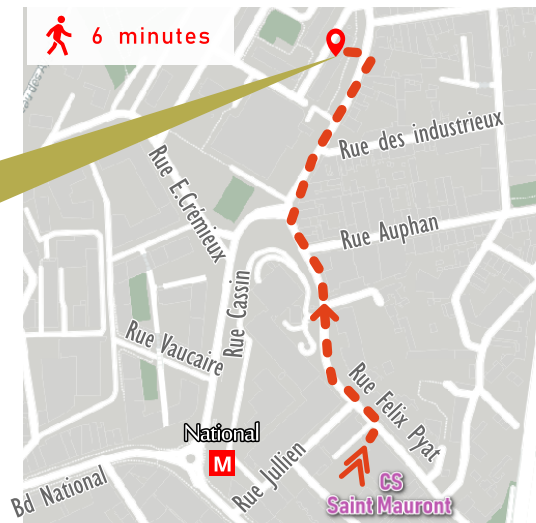 6 minutes
Rue des industrieux
Rue E.Crémieux
Rue Auphan
Rue Cassin
Rue Vaucaire
Rue Felix Pyat
National
M
Rue Jullien
Bd National
CS
Saint Mauront